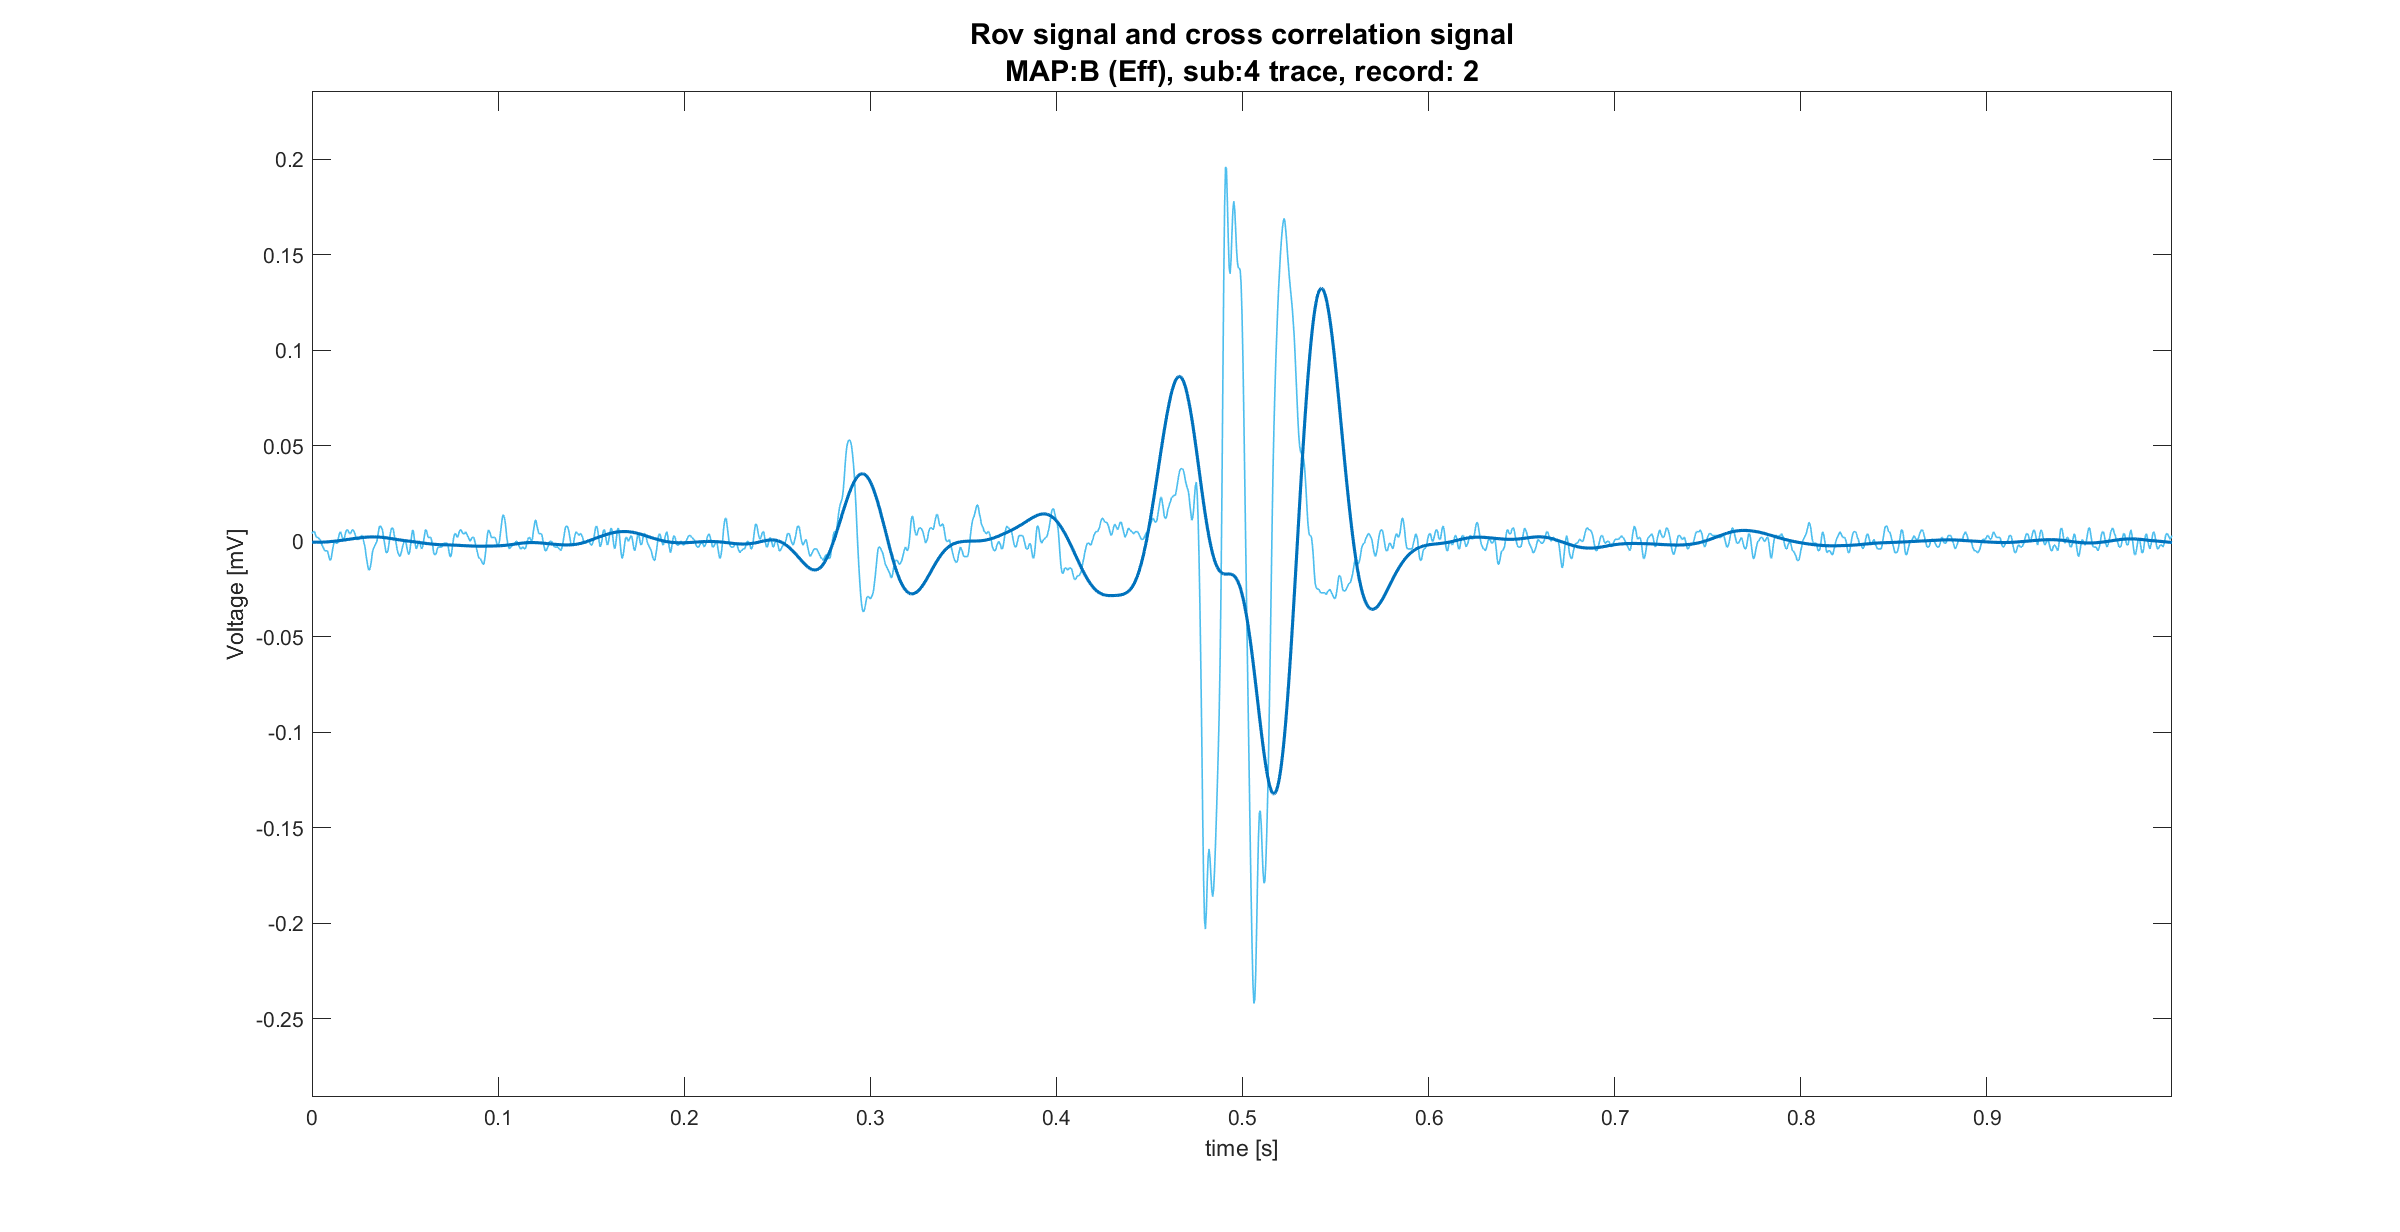 Rov signal and cross correlation signal
MAP:B (Eff), sub:4 trace, record: 2
0.2
0.15
0.1
0.05
0
-0.05
-0.1
-0.15
-0.2
-0.25
Voltage [mV]
0 0.1 0.2 0.3 0.4 0.5 0.6 0.7 0.8 0.9
time [s]